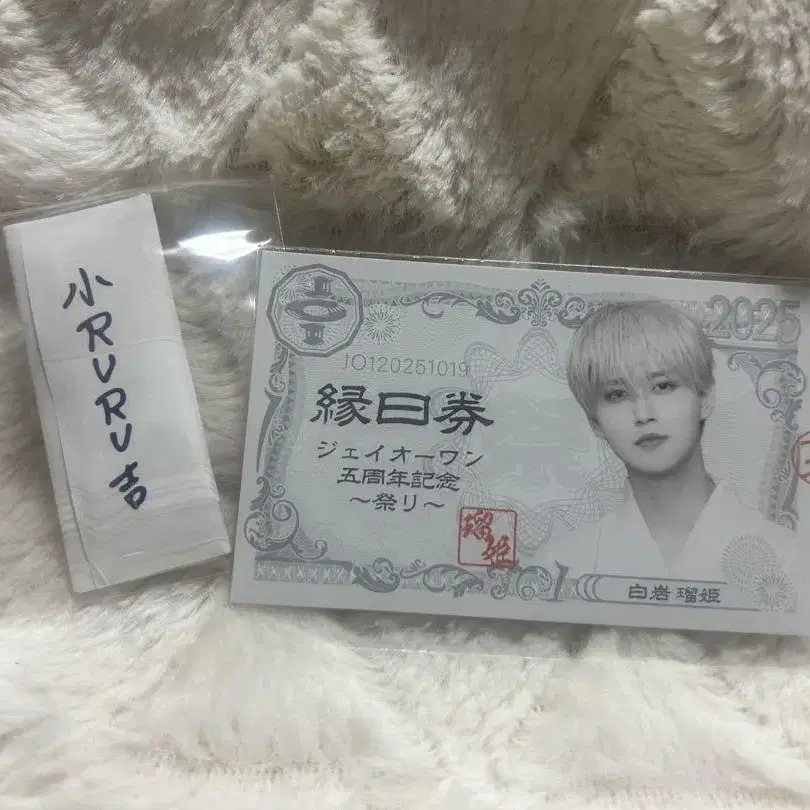 小RURU吉
2025
JO120251019
縁日券
ジェイオーワン
五周年記念
~祭り~
瑠姫
白岩瑠姫